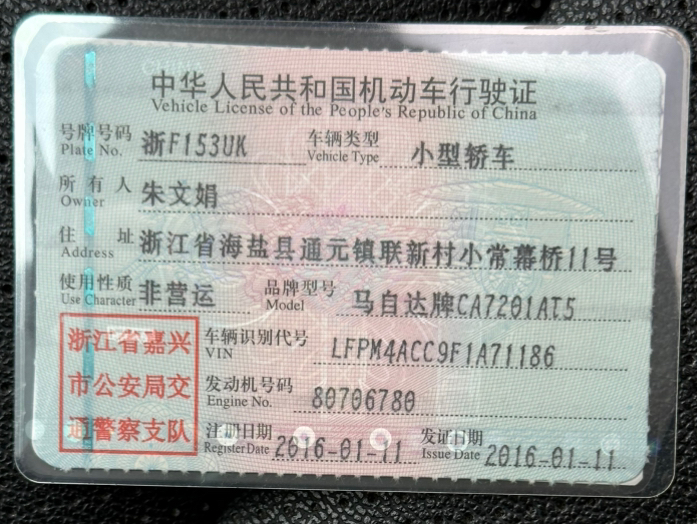 中华人民共和国机动车行驶证
Vehicle License of the People's Republic of China
号牌号码 浙F153UK 车辆类型 小型轿车
Plate No. Vehicle Type
所有人 朱文娟
Owner
住址 浙江省海盐县通元镇联新村小常幕桥11号
Address
使用性质 非营运 品牌型号 马自达牌CA7201AT5
Use Character Model
浙江省嘉兴
市公安局交
通警察支队
车辆识别代号 LFPM4ACC9F1A71186
VIN
发动机号码 80706780
Engine No.
注册日期 2016-01-11 发证日期 2016-01-11
Register Date Issue Date